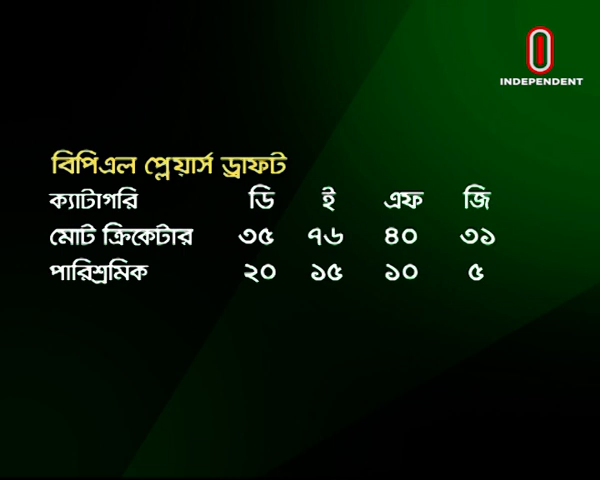 INDEPENDENT
বিপিএল প্লেয়ার্স ড্রাফট
ক্যাটাগরি ডি ই এফ জি
মোট ক্রিকেটার ৩৫ ৭৬ ৪০ ৩১
পারিশ্রমিক ২০ ১৫ ১০ ৫